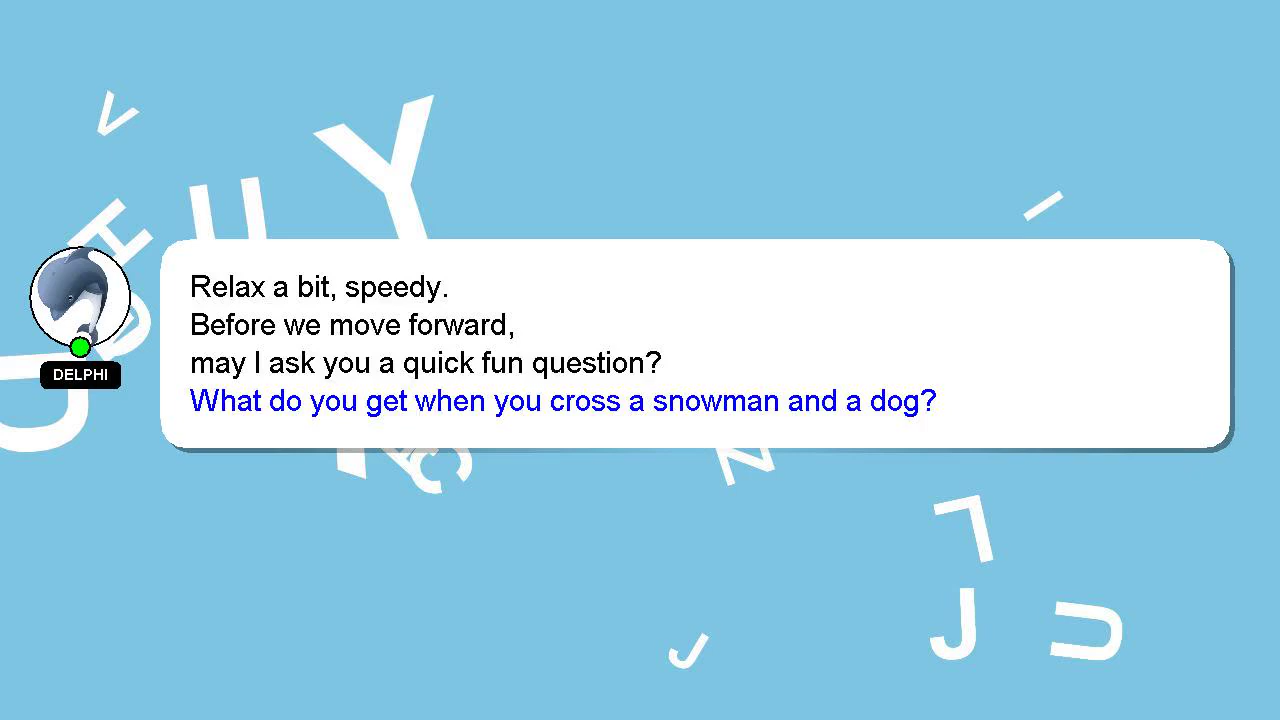 V
Y
U
H
I
DELPHI
Relax a bit, speedy.
Before we move forward,
may I ask you a quick fun question?
What do you get when you cross a snowman and a dog?
N
L
J
U
J